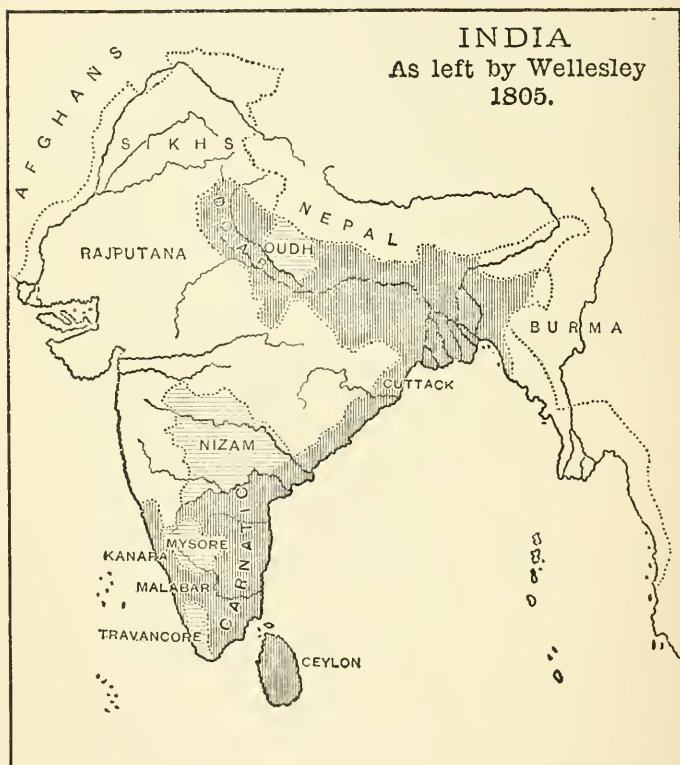 INDIA
As left by Wellesley
1805.
AFGHANS
SIKHS
NEPAL
DOAB
OUDH
RAJPUTANA
BURMA
CUTTACK
NIZAM
CARNATIC
MYSORE
KANARA
MALABAR
TRAVANCORE
CEYLON